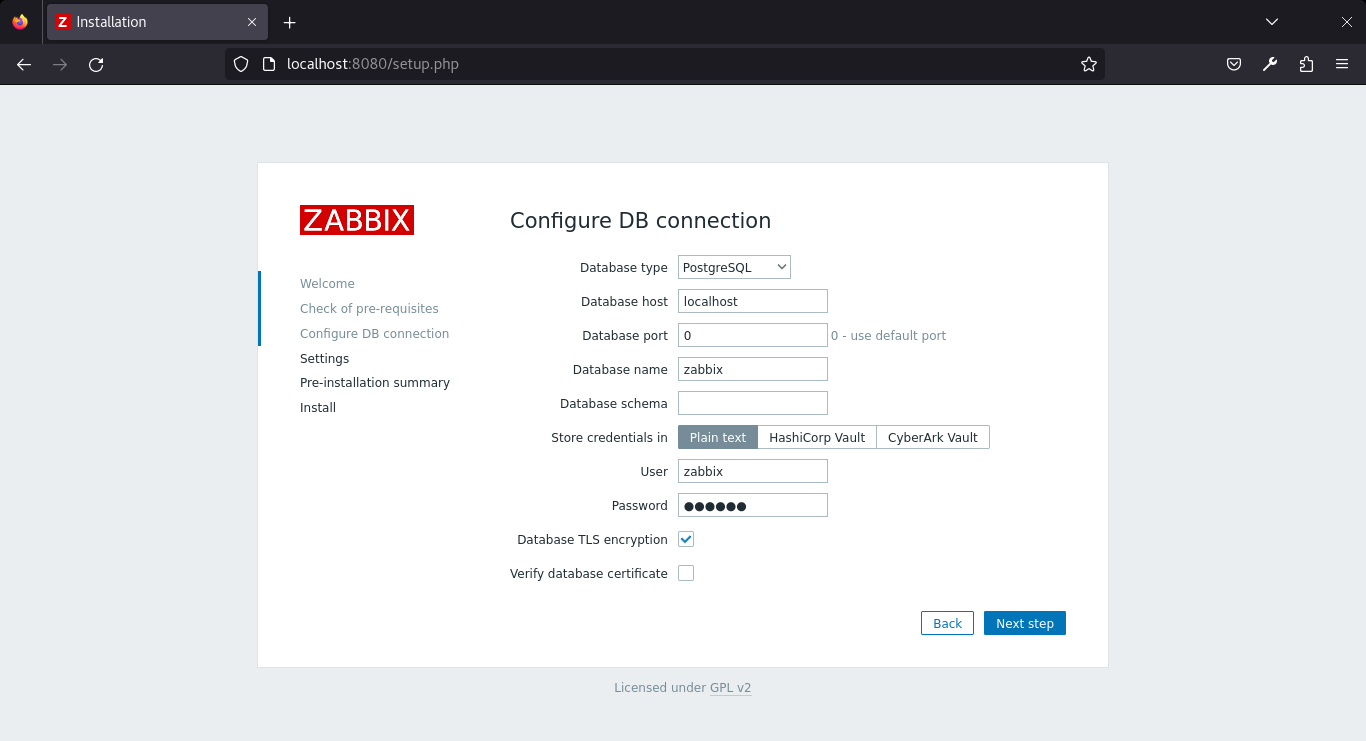 Installation
localhost:8080/setup.php
ZABBIX
Welcome
Check of pre-requisites
Configure DB connection
Settings
Pre-installation summary
Install
Configure DB connection
Database type PostgreSQL
Database host localhost
Database port 0 0 - use default port
Database name zabbix
Database schema
Store credentials in Plain text HashiCorp Vault CyberArk Vault
User zabbix
Password ●●●●●●
Database TLS encryption
Verify database certificate
Back Next step
Licensed under GPL v2